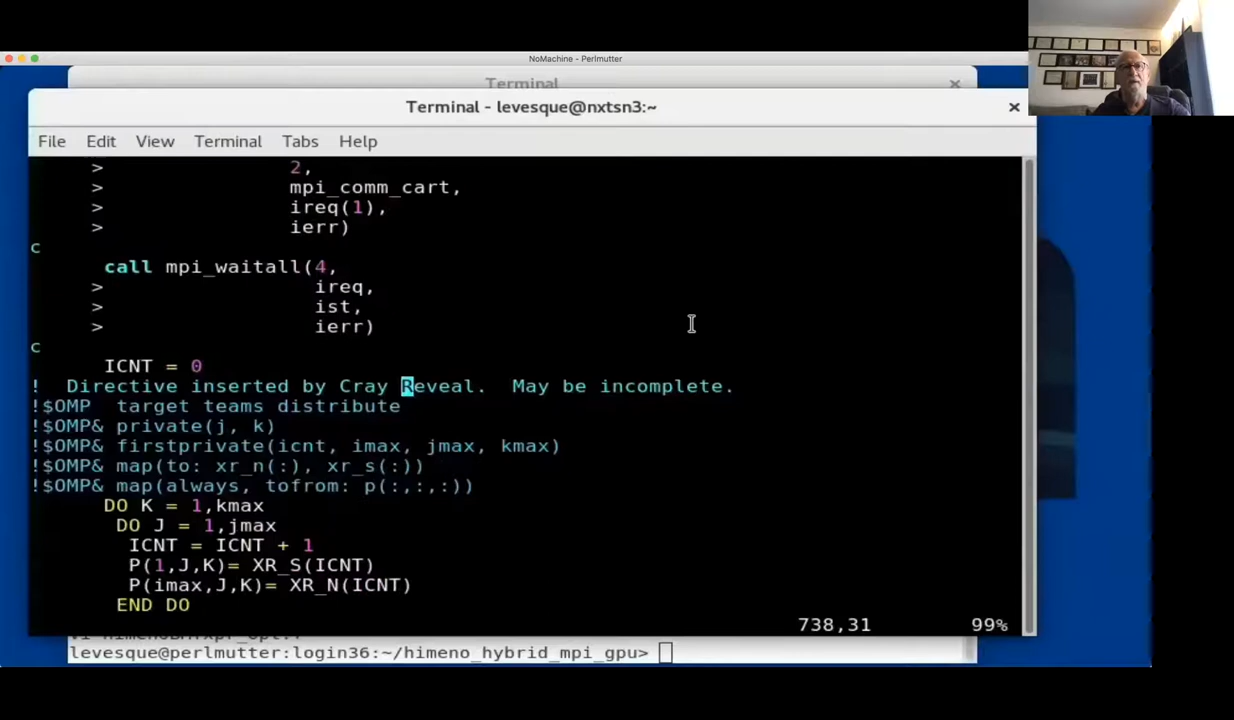 NoMachine - Perlmutter
Terminal
Terminal - levesque@nxtsn3:~
File Edit View Terminal Tabs Help
> 2,
> mpi_comm_cart,
> ireq(1),
> ierr)
c
call mpi_waitall(4,
> ireq,
> ist,
> ierr)
c
ICNT = 0
! Directive inserted by Cray Reveal. May be incomplete.
!$OMP target teams distribute
!$OMP& private(j, k)
!$OMP& firstprivate(icnt, imax, jmax, kmax)
!$OMP& map(to: xr_n(:), xr_s(:))
!$OMP& map(always, tofrom: p(:,:,:))
DO K = 1,kmax
DO J = 1,jmax
ICNT = ICNT + 1
P(1,J,K)= XR_S(ICNT)
P(imax,J,K)= XR_N(ICNT)
END DO
738,31 99%
levesque@perlmutter:login36:~/himeno_hybrid_mpi_gpu>